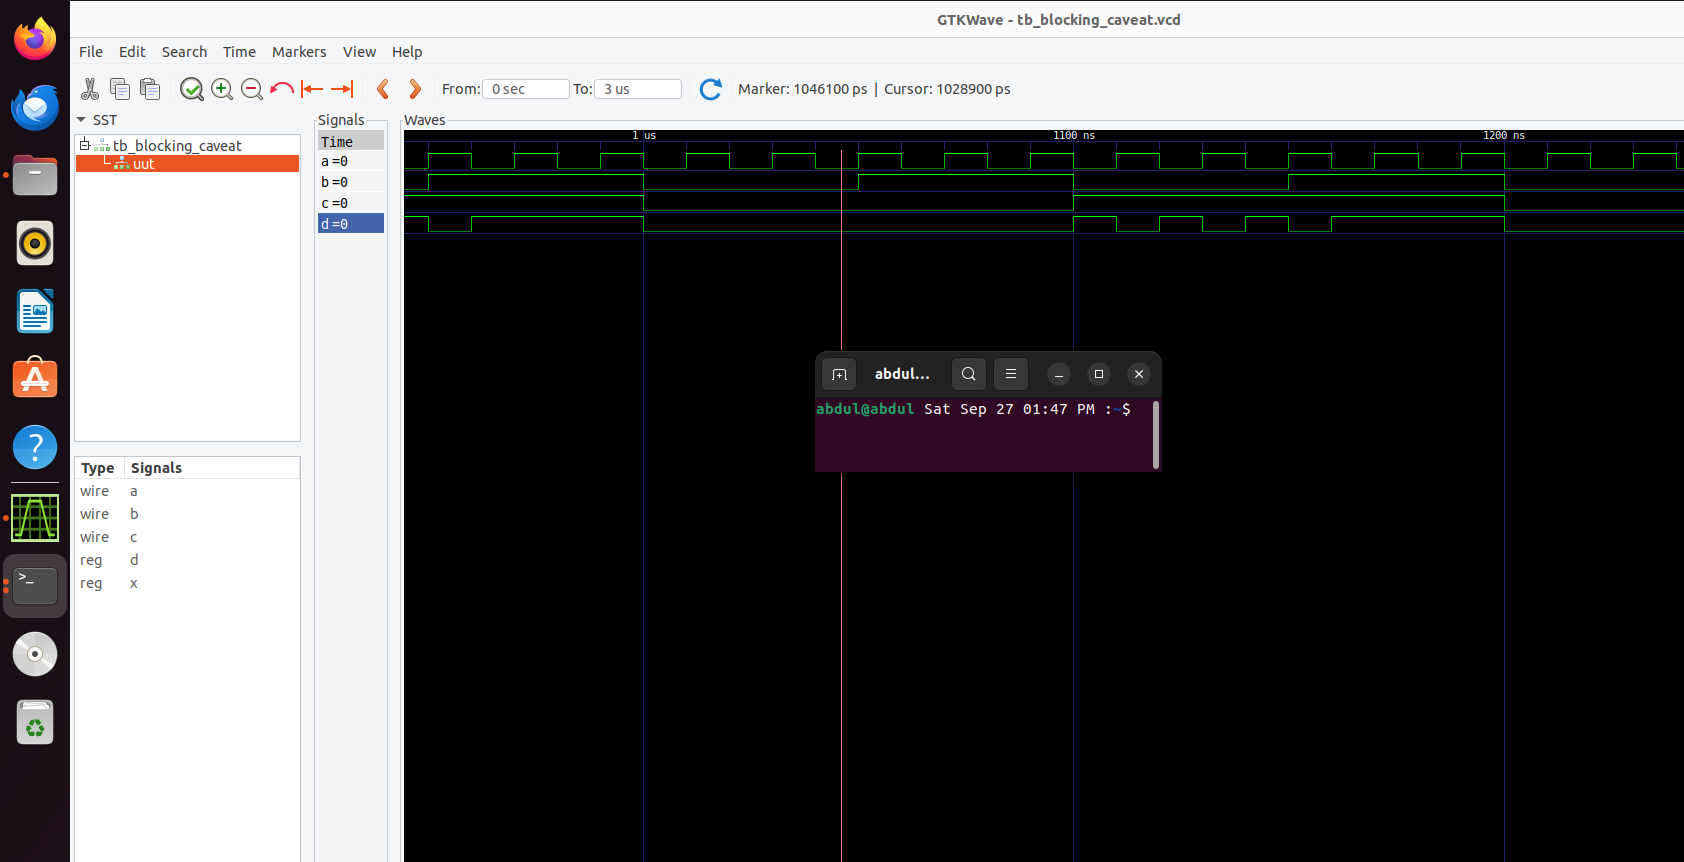 GTKWave - tb_blocking_caveat.vcd
File Edit Search Time Markers View Help
From: 0 sec To: 3 us Marker: 1046100 ps | Cursor: 1028900 ps
SST
tb_blocking_caveat
uut
Signals
Time
a=0
b=0
c=0
d=0
Waves
1 us 1100 ns 1200 ns
abdul...
abdul@abdul Sat Sep 27 01:47 PM :~$
Type Signals
wire a
wire b
wire c
reg d
reg x